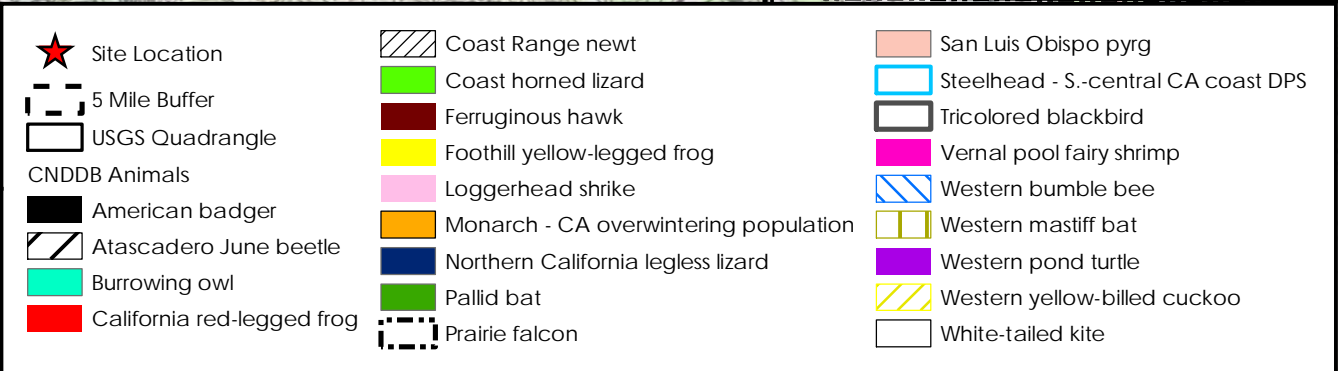 Site Location
5 Mile Buffer
USGS Quadrangle
CNDDB Animals
American badger
Atascadero June beetle
Burrowing owl
California red-legged frog
Coast Range newt
Coast horned lizard
Ferruginous hawk
Foothill yellow-legged frog
Loggerhead shrike
Monarch - CA overwintering population
Northern California legless lizard
Pallid bat
Prairie falcon
San Luis Obispo pyrg
Steelhead - S.-central CA coast DPS
Tricolored blackbird
Vernal pool fairy shrimp
Western bumble bee
Western mastiff bat
Western pond turtle
Western yellow-billed cuckoo
White-tailed kite